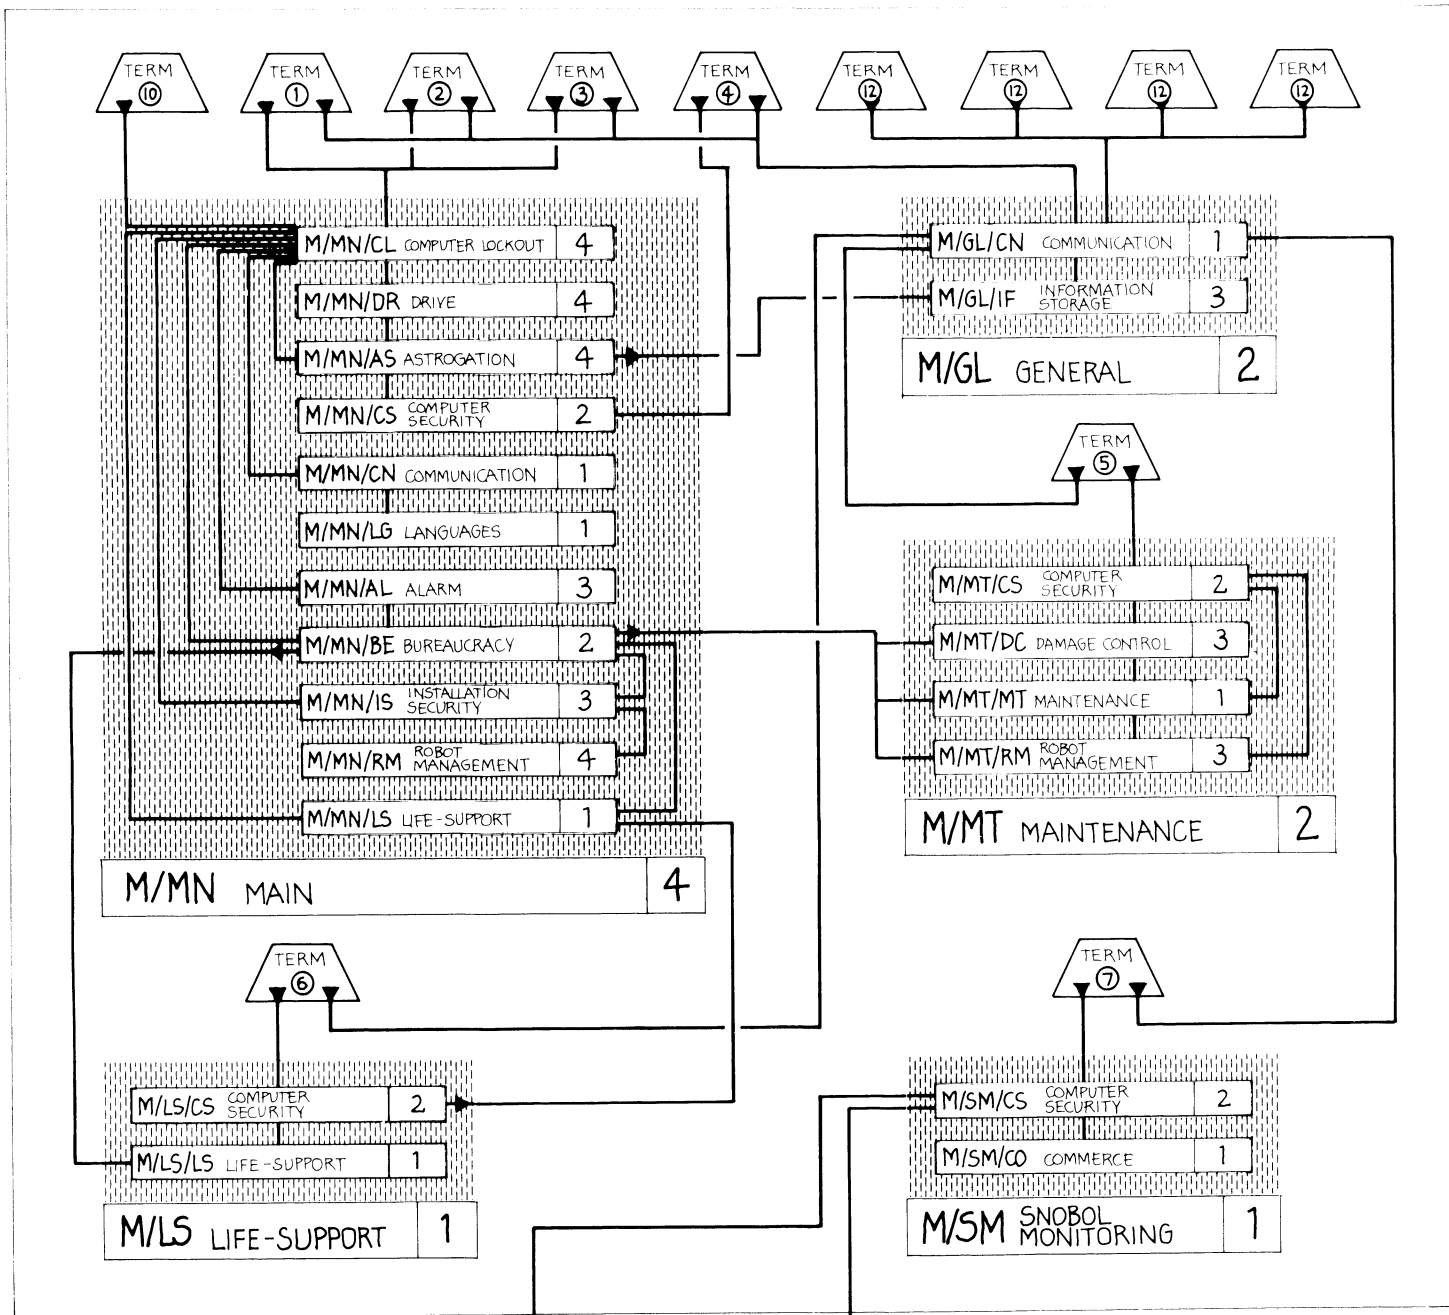 TERM
10
TERM
1
TERM
2
TERM
3
TERM
4
TERM
12
TERM
12
TERM
12
TERM
12
M/MN/CL COMPUTER LOCKOUT 4
M/MN/DR DRIVE 4
M/MN/AS ASTROGATION 4
M/MN/CS COMPUTER
SECURITY 2
M/MN/CN COMMUNICATION 1
M/MN/LG LANGUAGES 1
M/MN/AL ALARM 3
M/MN/BE BUREAUCRACY 2
M/MN/IS INSTALLATION
SECURITY 3
M/MN/RM ROBOT
MANAGEMENT 4
M/MN/LS LIFE-SUPPORT 1
M/MN MAIN 4
M/GL/CN COMMUNICATION 1
M/GL/IF INFORMATION
STORAGE 3
M/GL GENERAL 2
TERM
5
M/MT/CS COMPUTER
SECURITY 2
M/MT/DC DAMAGE CONTROL 3
M/MT/MT MAINTENANCE 1
M/MT/RM ROBOT
MANAGEMENT 3
M/MT MAINTENANCE 2
TERM
6
M/LS/CS COMPUTER
SECURITY 2
M/LS/LS LIFE-SUPPORT 1
M/LS LIFE-SUPPORT 1
TERM
7
M/SM/CS COMPUTER
SECURITY 2
M/SM/CO COMMERCE 1
M/SM SNOBOL
MONITORING 1